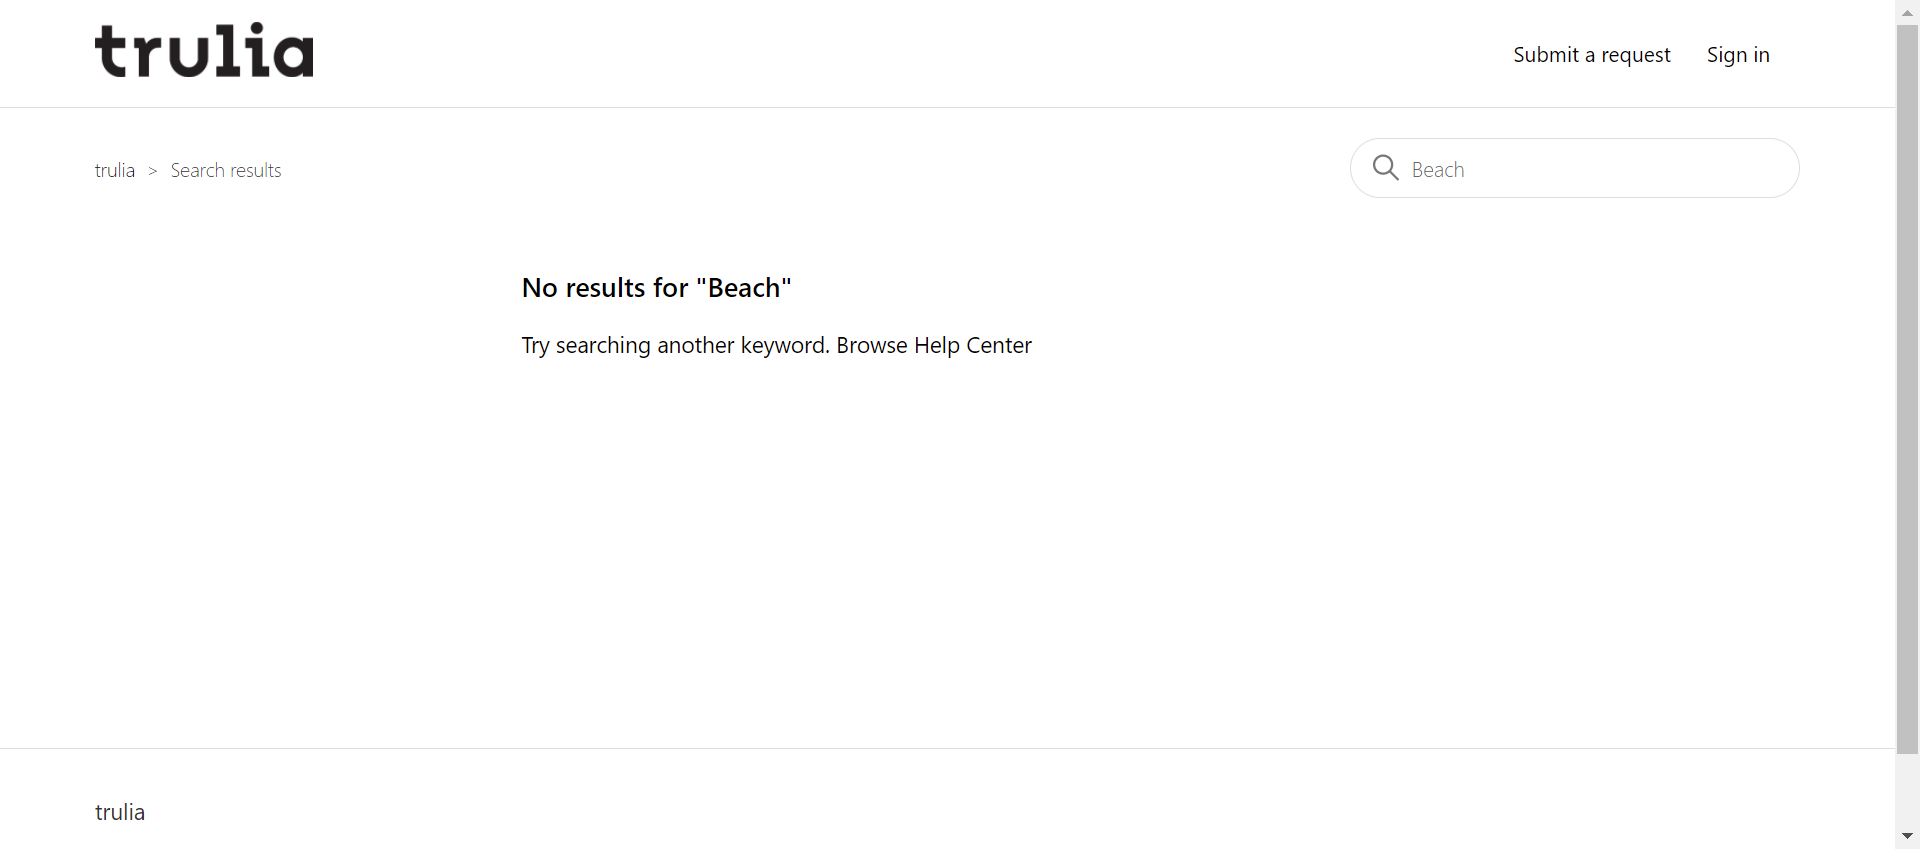 trulia
Submit a request Sign in
trulia > Search results
Beach
No results for "Beach"
Try searching another keyword. Browse Help Center
trulia